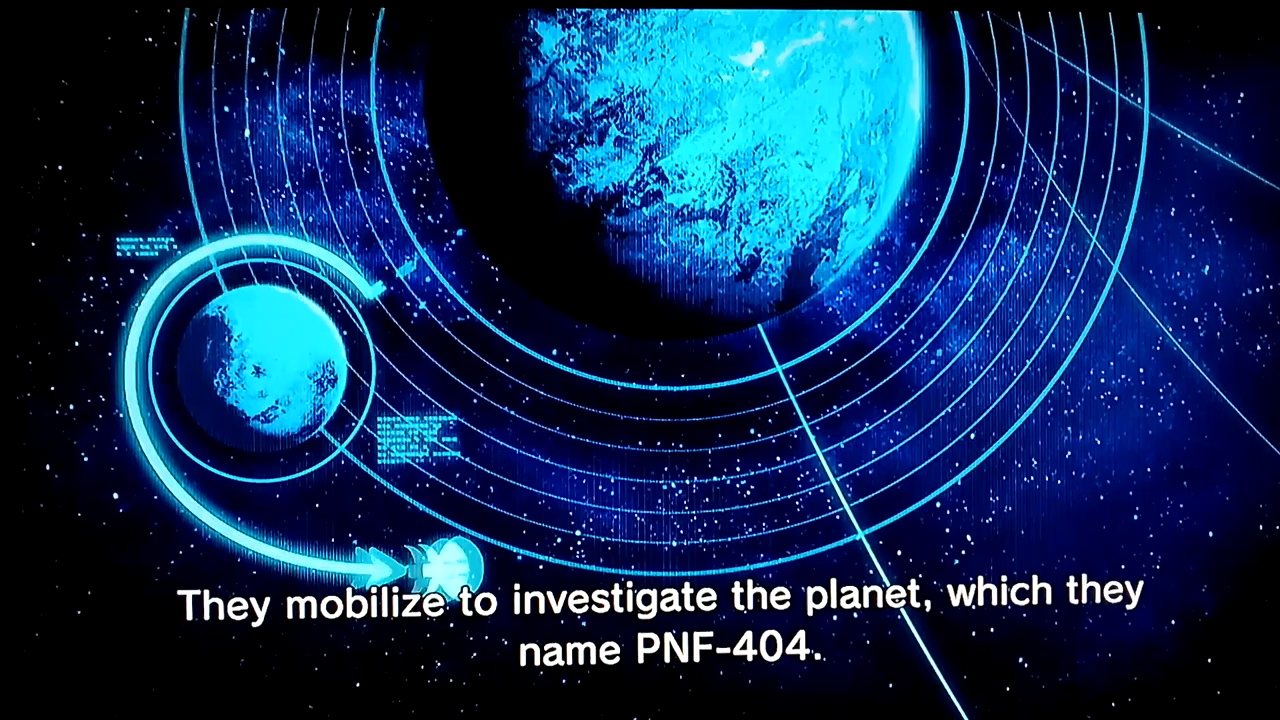 They mobilize to investigate the planet, which they
name PNF-404.